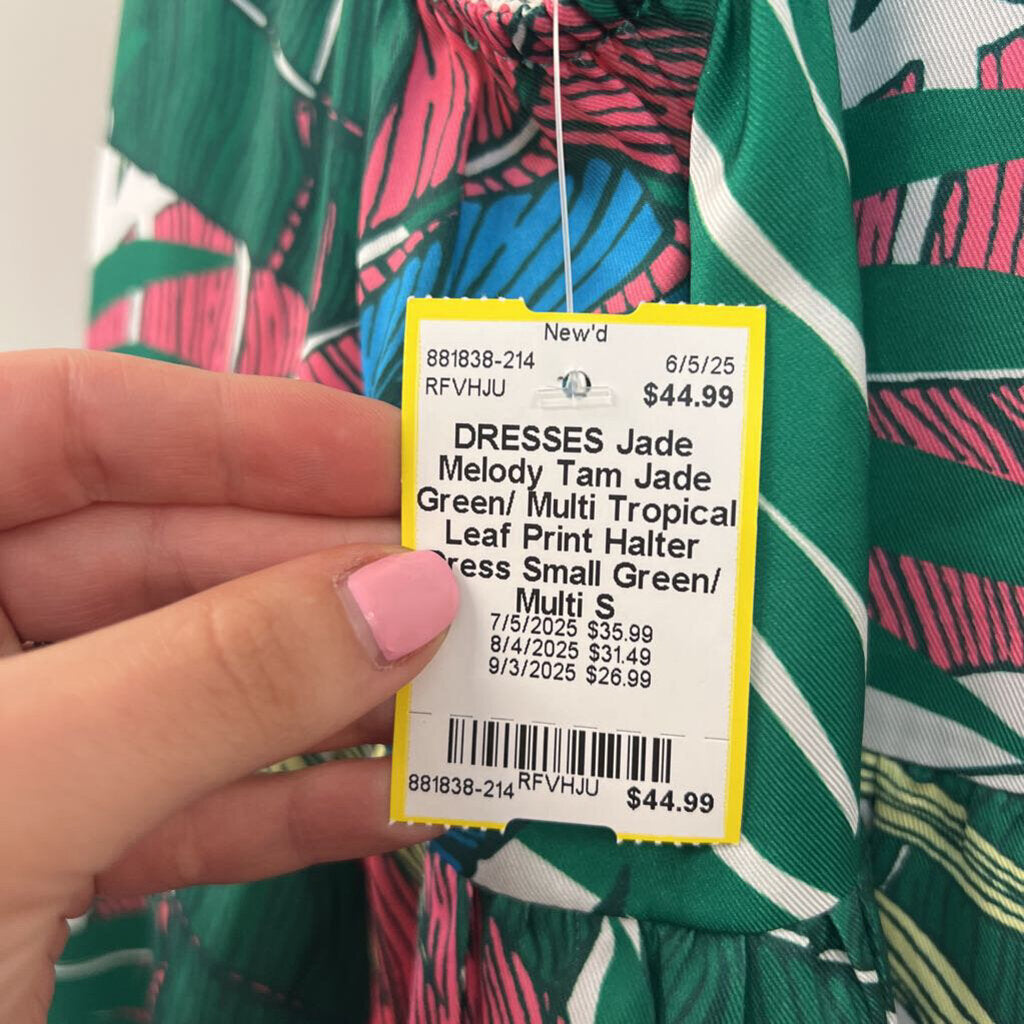 New'd
881838-214 6/5/25
RFVHJU $44.99
DRESSES Jade
Melody Tam Jade
Green/ Multi Tropical
Leaf Print Halter
ress Small Green/
Multi S
7/5/2025 $35.99
8/4/2025 $31.49
9/3/2025 $26.99
881838-214 RFVHJU $44.99